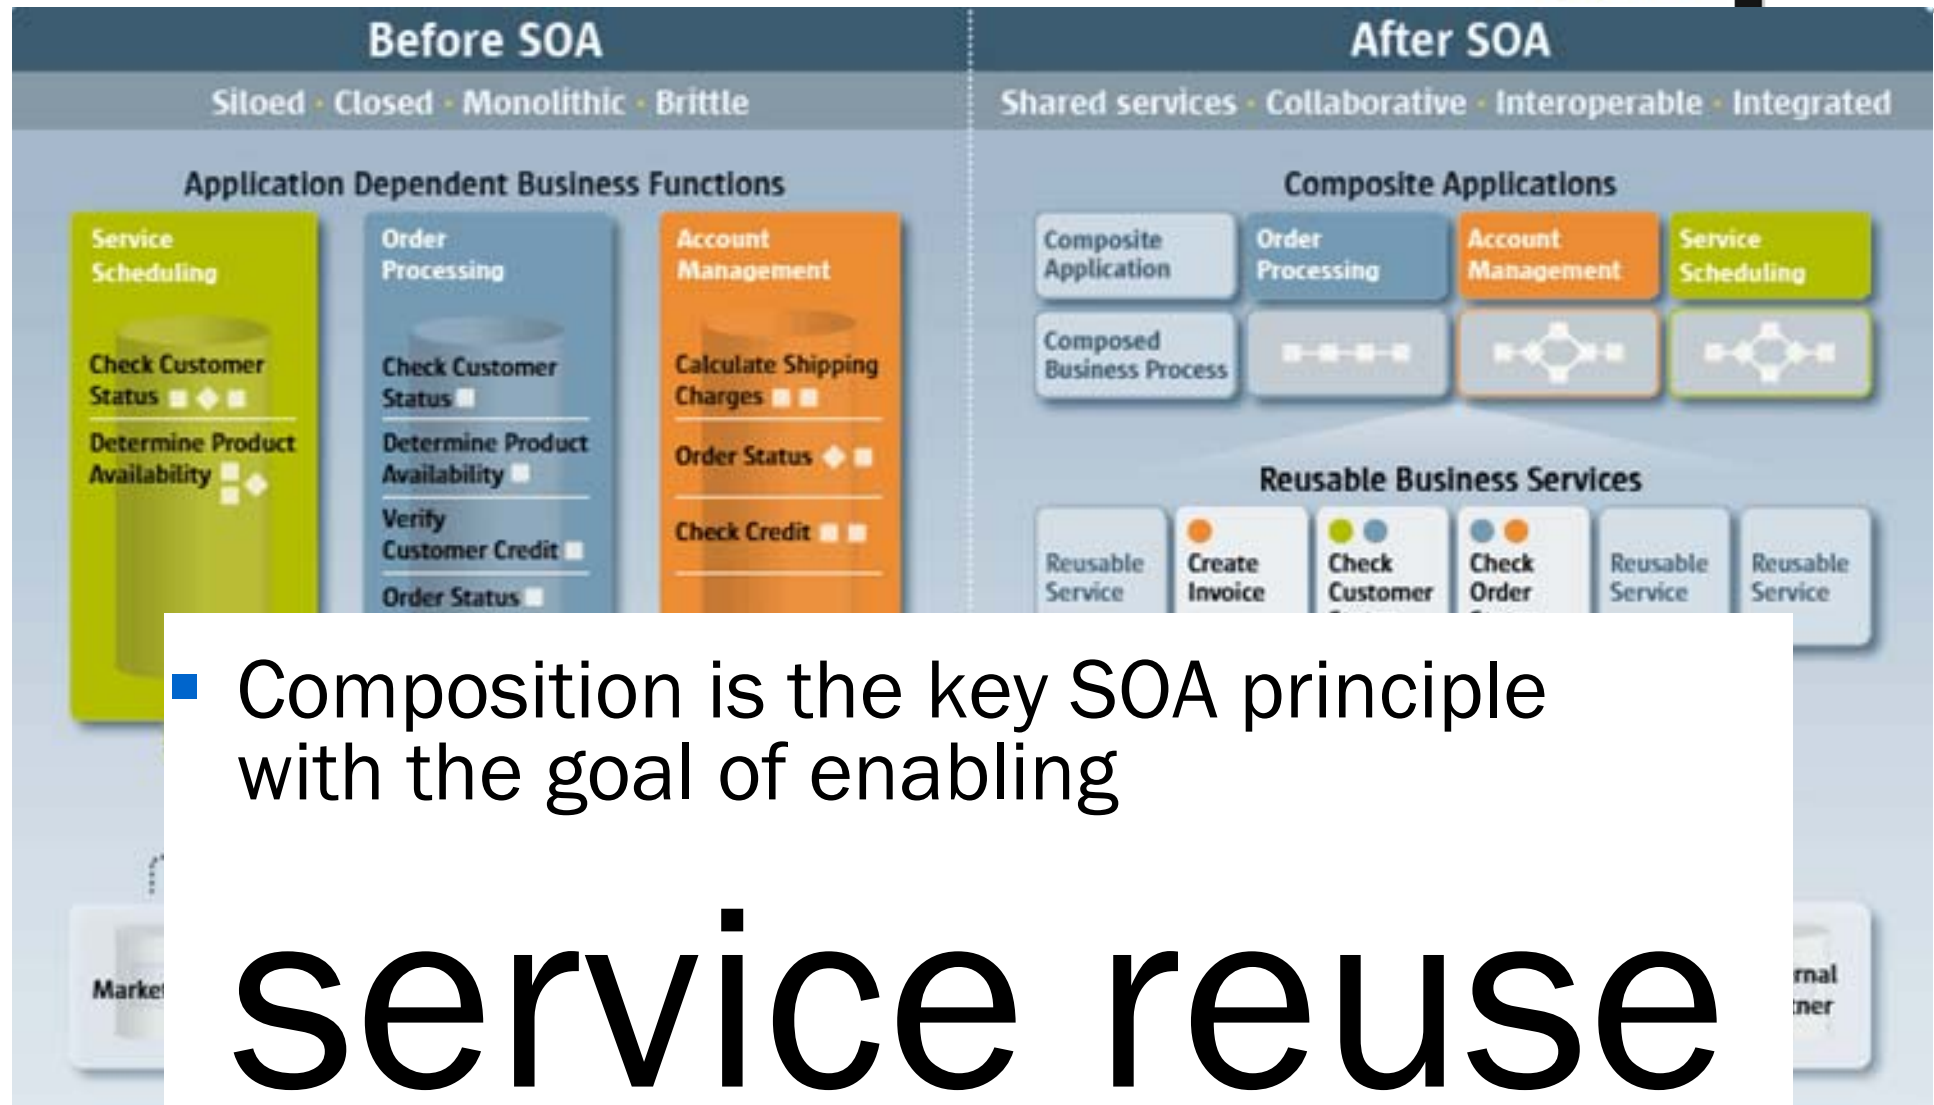 Before SOA
Siloed · Closed · Monolithic · Brittle
Application Dependent Business Functions
Service
Scheduling
Check Customer
Status
Determine Product
Availability
Order
Processing
Check Customer
Status
Determine Product
Availability
Verify
Customer Credit
Order Status
Account
Management
Calculate Shipping
Charges
Order Status
Check Credit
After SOA
Shared services · Collaborative · Interoperable · Integrated
Composite Applications
Composite
Application
Order
Processing
Account
Management
Service
Scheduling
Composed
Business Process
Reusable Business Services
Reusable
Service
Create
Invoice
Check
Customer
Check
Order
Reusable
Service
Reusable
Service
▪ Composition is the key SOA principle
with the goal of enabling
service reuse